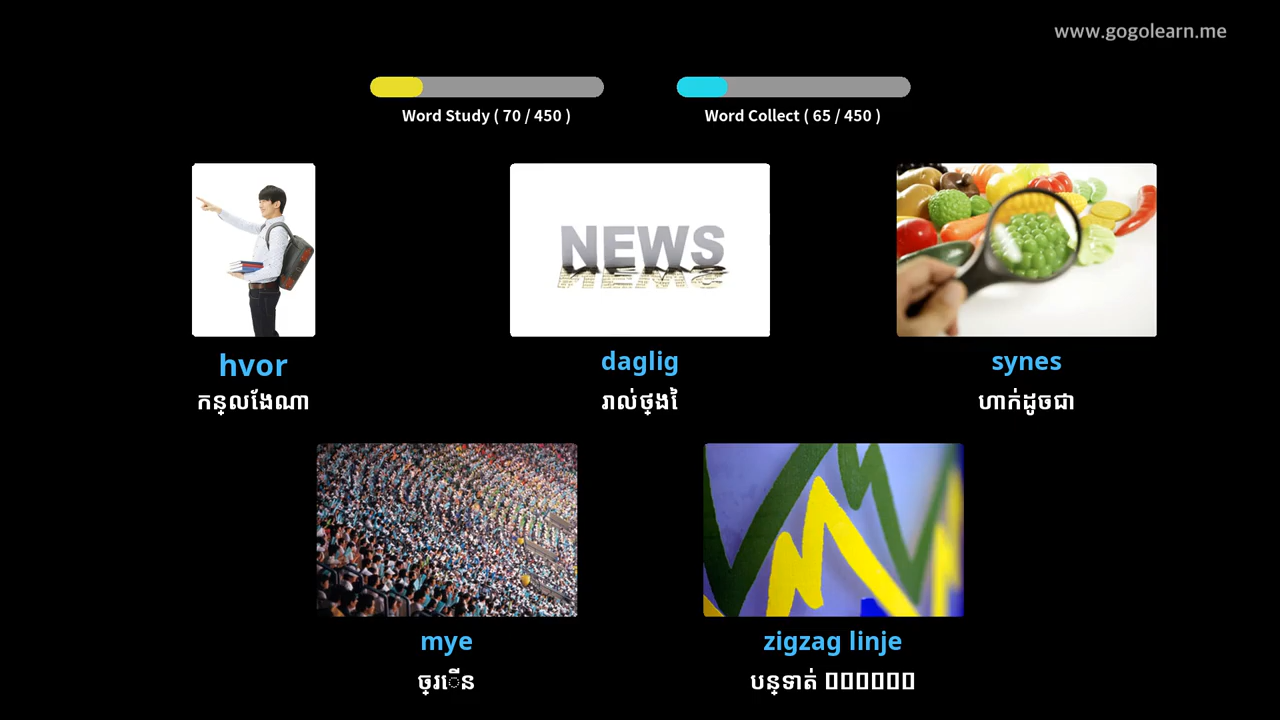 www.gogolearn.me
Word Study ( 70 / 450 )
Word Collect ( 65 / 450 )
NEWS
hvor
daglig
synes
កន្លែងណា
រាល់ថ្ងៃ
ហាក់ដូចជា
mye
zigzag linje
ច្រើន
បន្ទាត់